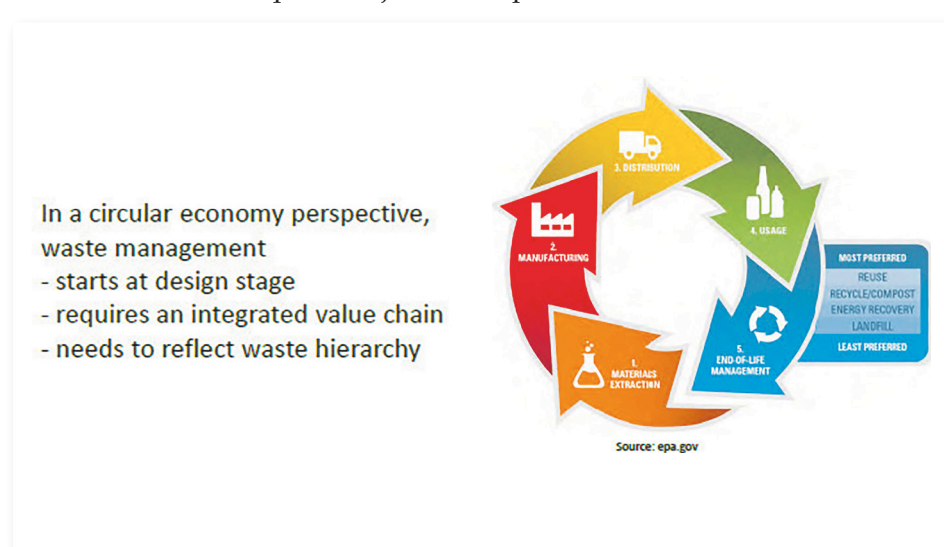 In a circular economy perspective,
waste management
- starts at design stage
- requires an integrated value chain
- needs to reflect waste hierarchy
3. DISTRIBUTION
4. USAGE
2.
MANUFACTURING
MOST PREFERRED
REUSE
RECYCLE/COMPOST
ENERGY RECOVERY
LANDFILL
LEAST PREFERRED
5.
END-OF-LIFE
MANAGEMENT
1.
MATERIALS
EXTRACTION
Source: epa.gov